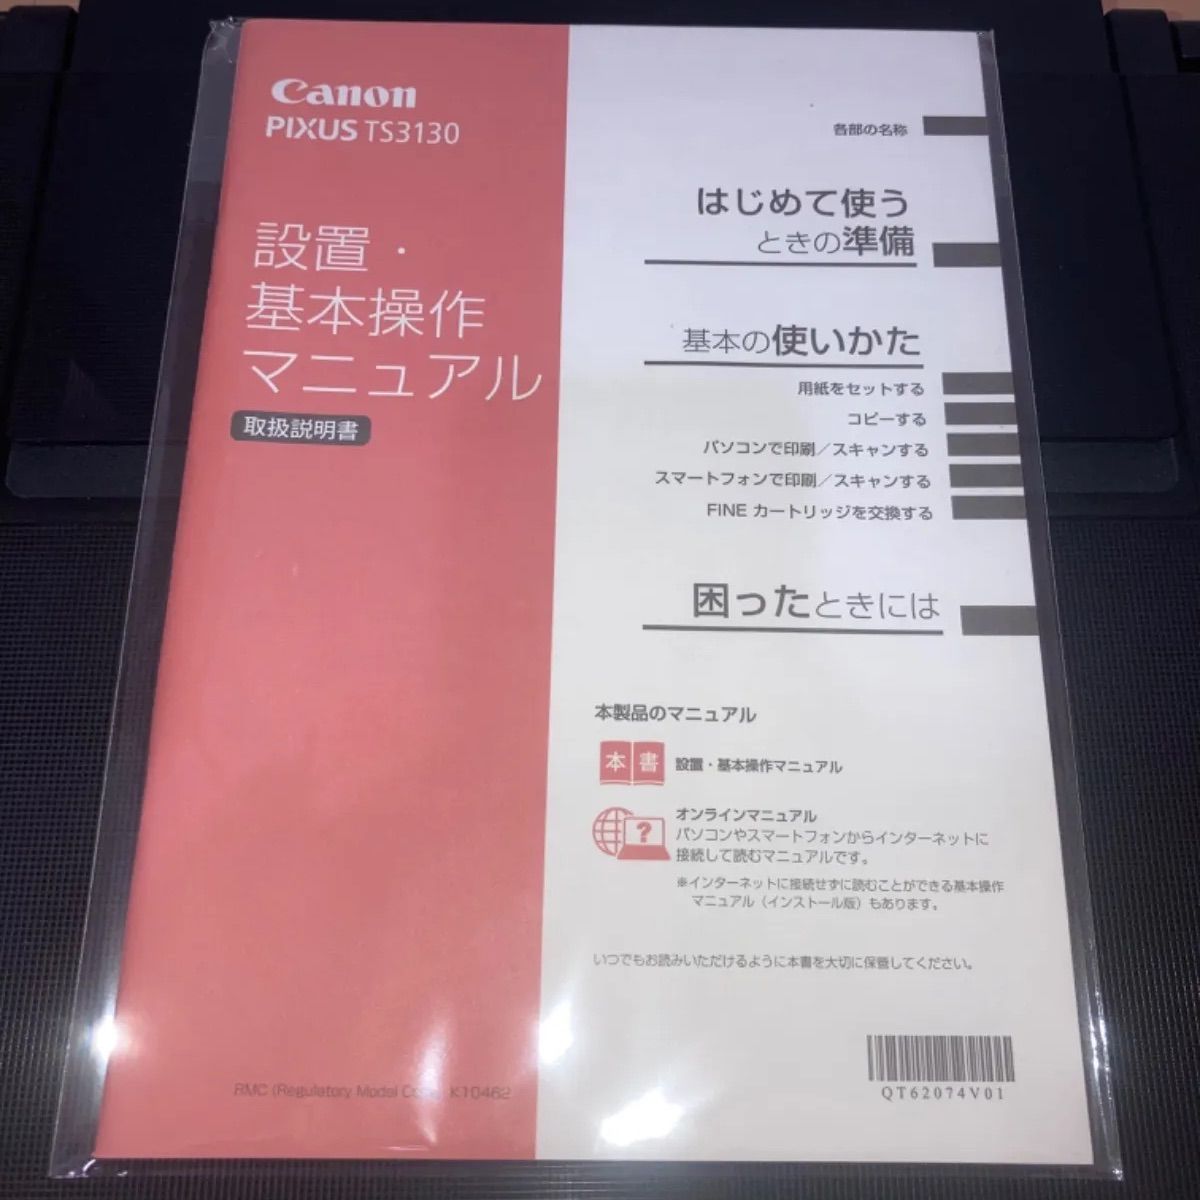 Canon
PIXUS TS3130
設置・
基本操作
マニュアル
取扱説明書
各部の名称
はじめて使う
ときの準備
基本の使いかた
用紙をセットする
コピーする
パソコンで印刷／スキャンする
スマートフォンで印刷／スキャンする
FINE カートリッジを交換する
困ったときには
本製品のマニュアル
本書
設置・基本操作マニュアル
?
オンラインマニュアル
パソコンやスマートフォンからインターネットに
接続して読むマニュアルです。
※インターネットに接続せずに読むことができる基本操作
マニュアル（インストール版）もあります。
いつでもお読みいただけるように本書を大切に保管してください。
RMC (Regulatory Model K10462
QT62074V01